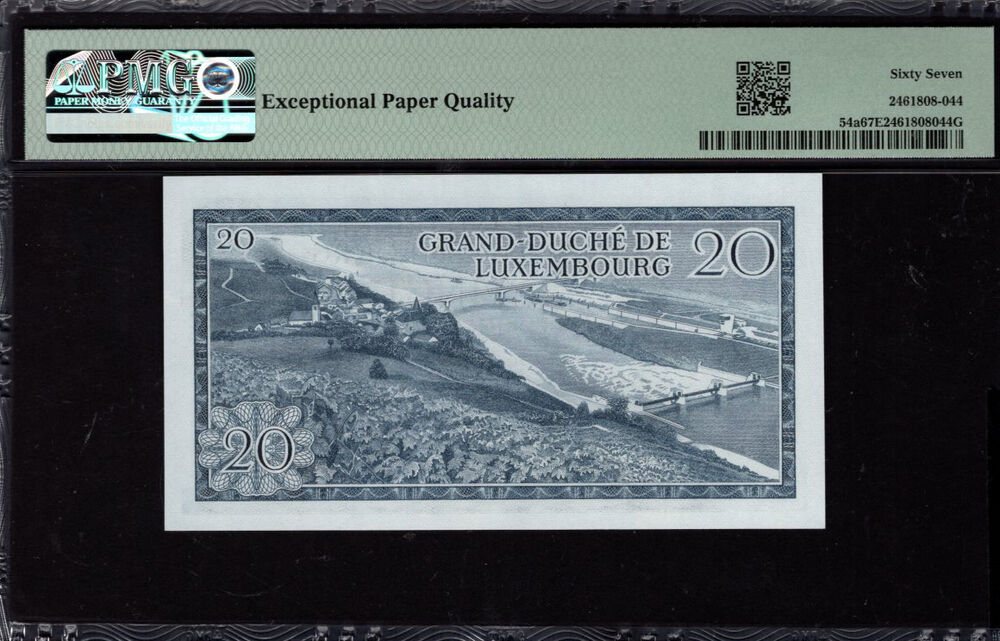 PMG
PAPER MONEY GUARANTY
Exceptional Paper Quality
Sixty Seven
2461808-044
54a67E2461808044G
20
GRAND-DUCHÉ DE
LUXEMBOURG
20
20